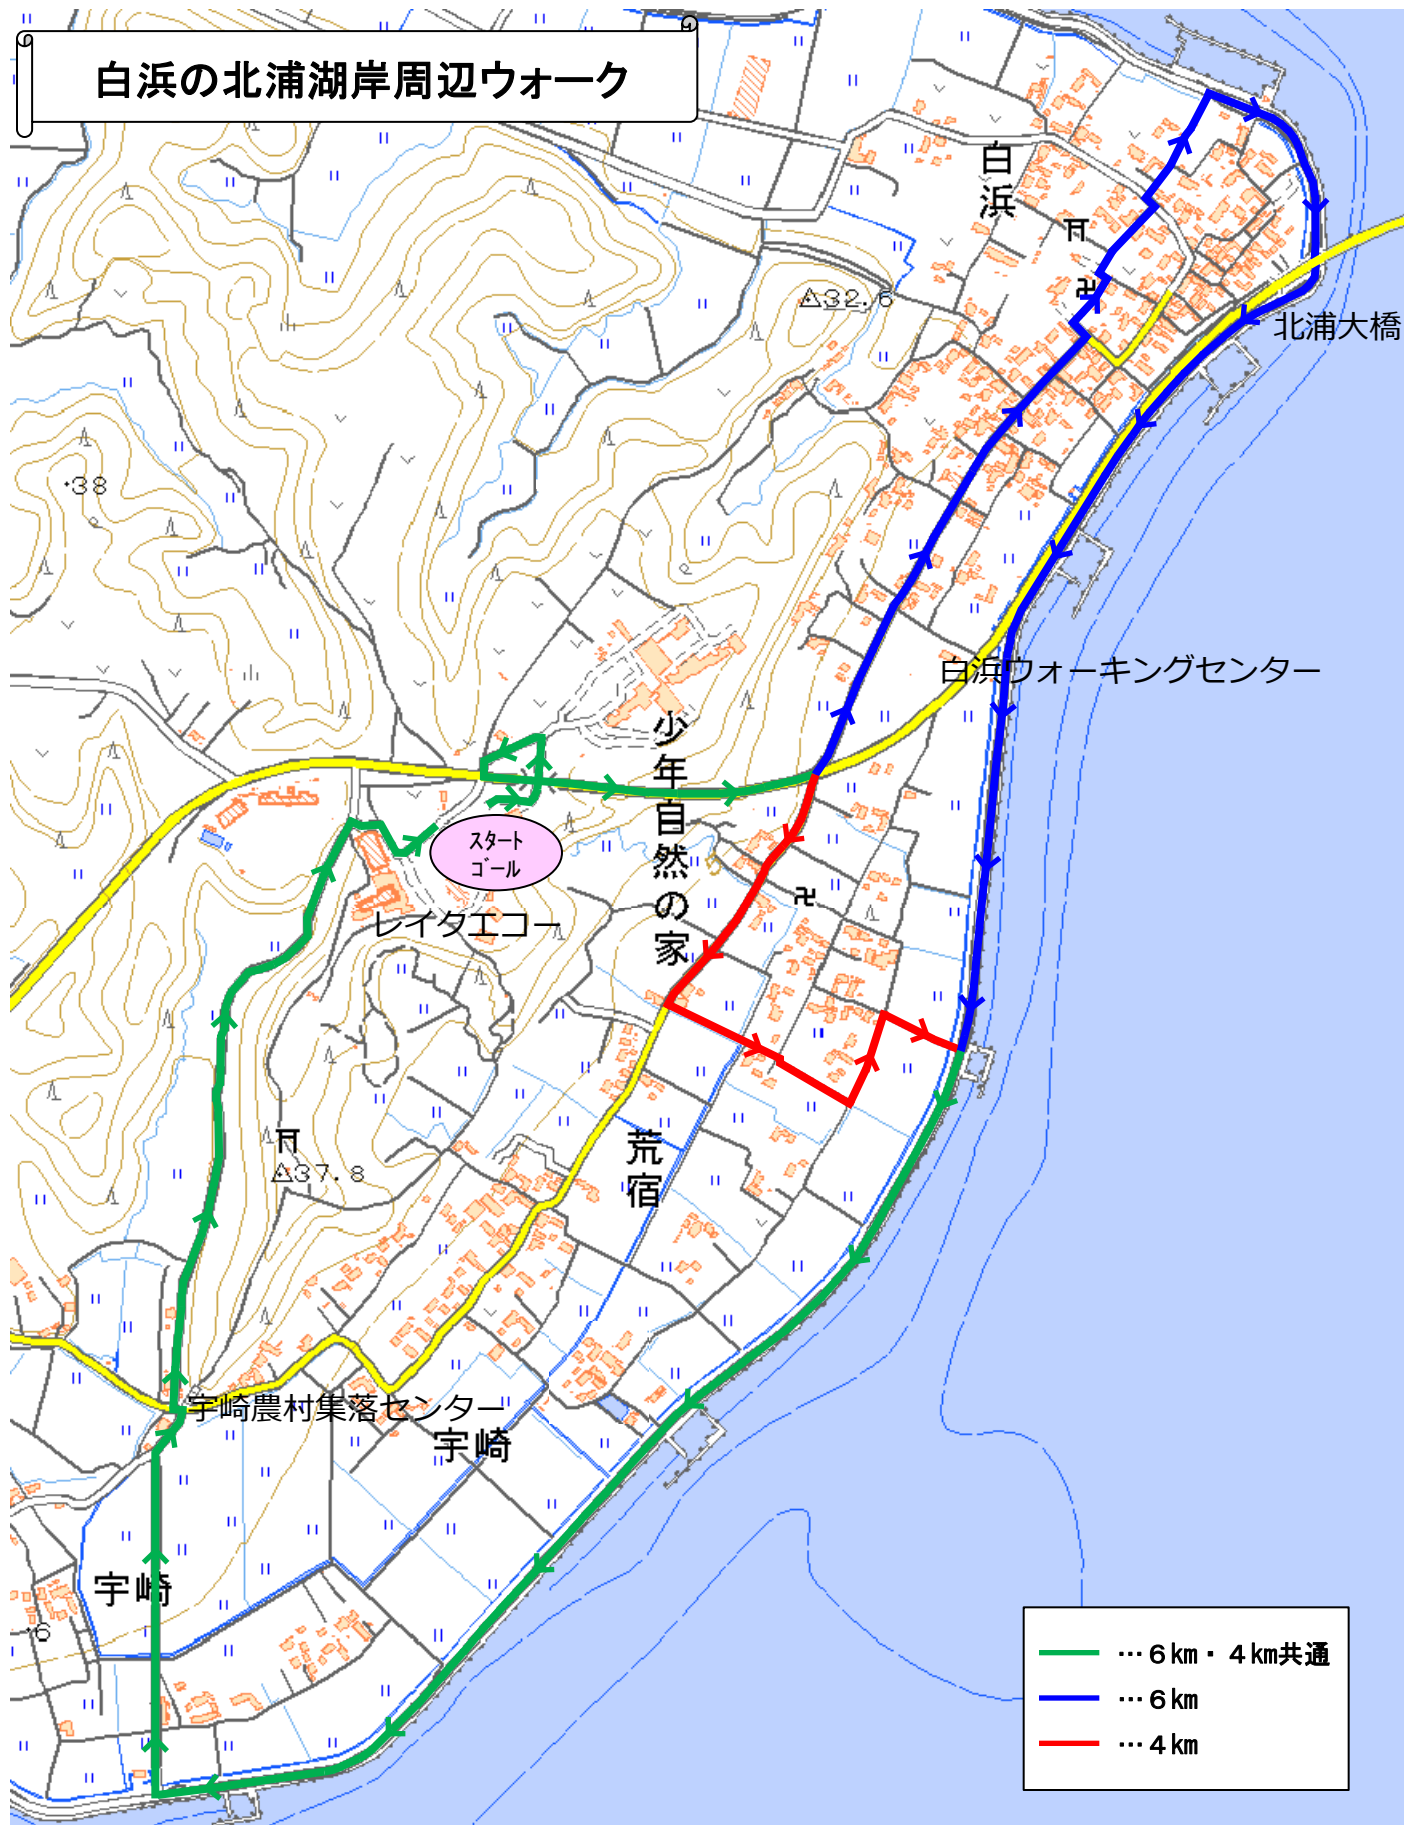 白浜の北浦湖岸周辺ウォーク
白浜
32.6
北浦大橋
38
白浜ウォーキングセンター
少年自然の家
スタート
ゴール
レイクエコー
荒宿
37.8
宇崎農村集落センター
宇崎
宇崎
6
…６㎞・４㎞共通
…６㎞
…４㎞